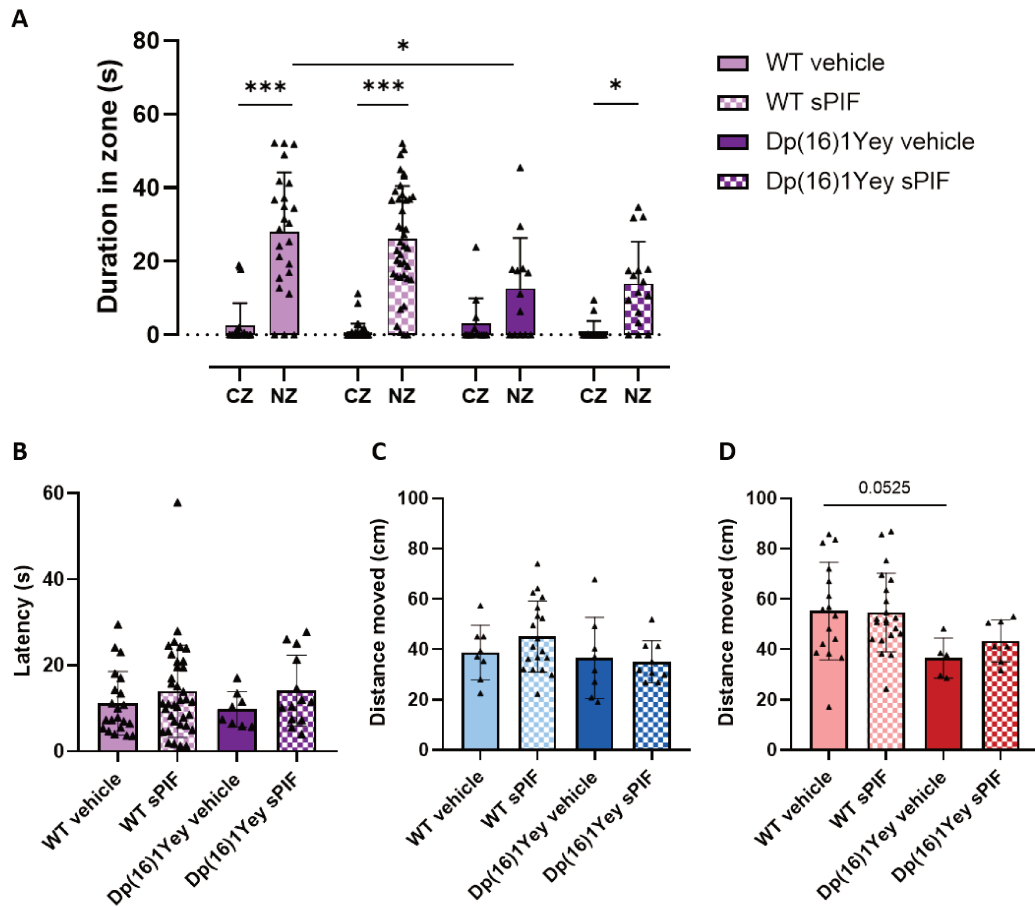 A
Duration in zone (s)
80
60
40
20
0
***
***
*
*
CZ
NZ
CZ
NZ
CZ
NZ
CZ
NZ
WT vehicle
WT sPIF
Dp(16)1Yey vehicle
Dp(16)1Yey sPIF
B
Latency (s)
60
40
20
0
WT vehicle
WT sPIF
Dp(16)1Yey vehicle
Dp(16)1Yey sPIF
C
Distance moved (cm)
100
80
60
40
20
0
WT vehicle
WT sPIF
Dp(16)1Yey vehicle
Dp(16)1Yey sPIF
D
Distance moved (cm)
100
80
60
40
20
0
0.0525
WT vehicle
WT sPIF
Dp(16)1Yey vehicle
Dp(16)1Yey sPIF